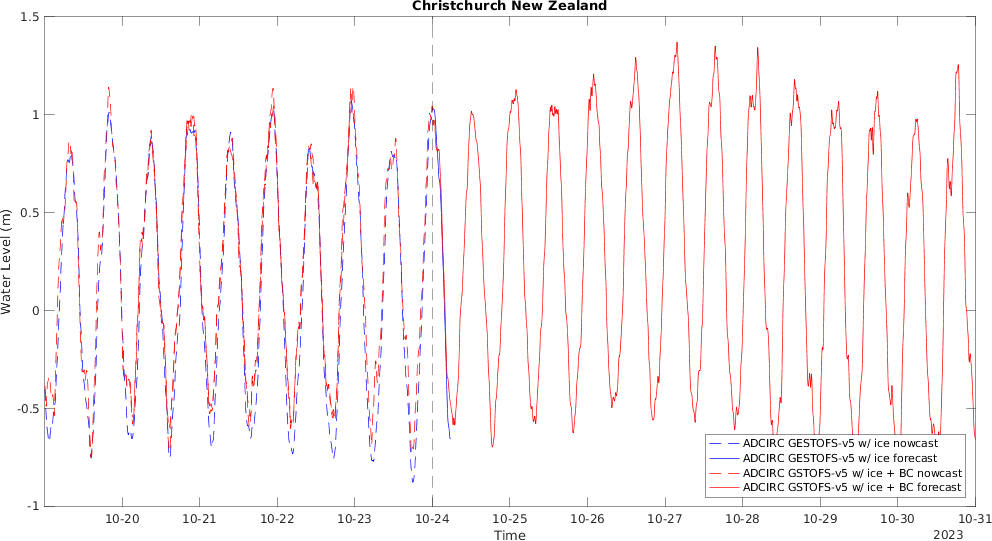 Christchurch New Zealand
1.5
1
0.5
0
-0.5
-1
Water Level (m)
10-20
10-21
10-22
10-23
10-24
10-25
10-26
10-27
10-28
10-29
10-30
10-31
Time
2023
ADCIRC GESTOFS-v5 w/ ice nowcast
ADCIRC GESTOFS-v5 w/ ice forecast
ADCIRC GSTOFS-v5 w/ ice + BC nowcast
ADCIRC GSTOFS-v5 w/ ice + BC forecast